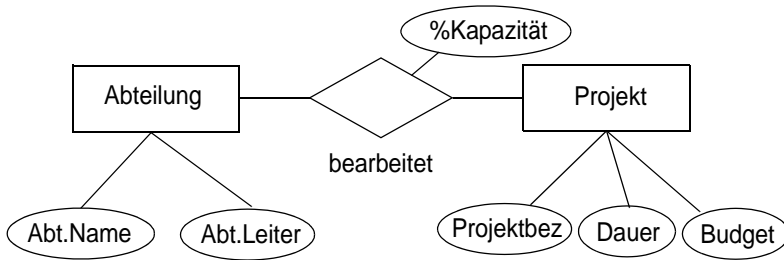 %Kapazität
Abteilung
Projekt
bearbeitet
Abt.Name
Abt.Leiter
Projektbez
Dauer
Budget